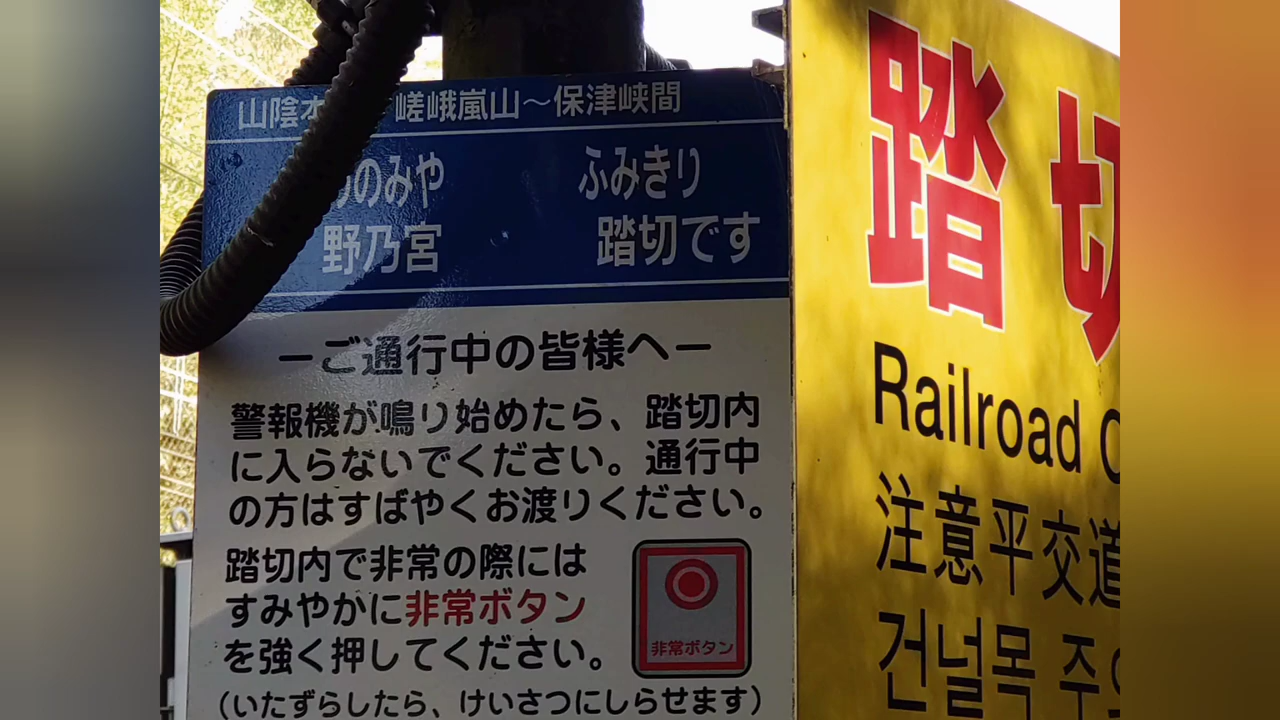 山陰本 嵯峨嵐山～保津峡間
のみや ふみきり
野乃宮 踏切です
－ご通行中の皆様へ－
警報機が鳴り始めたら、踏切内
に入らないでください。通行中
の方はすばやくお渡りください。
踏切内で非常の際には
すみやかに非常ボタン
を強く押してください。
非常ボタン
（いたずらしたら、けいさつにしらせます）
踏切
Railroad
注意平交道
건널목 주